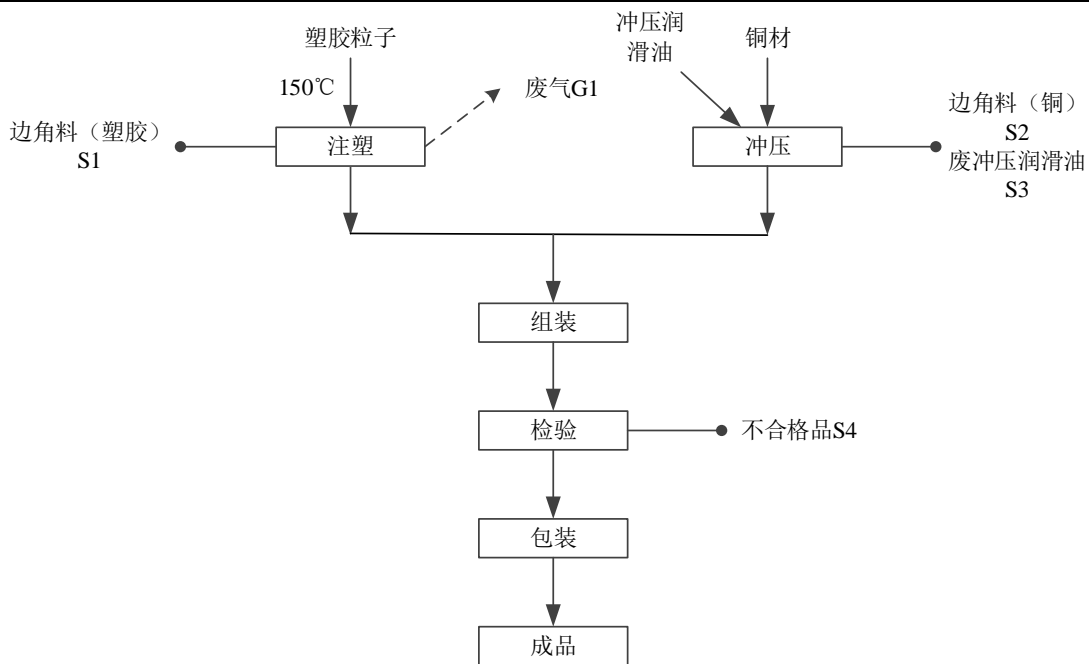 塑胶粒子
冲压润
滑油
铜材
150℃
废气G1
边角料（塑胶）
S1
注塑
冲压
边角料（铜）
S2
废冲压润滑油
S3
组装
检验
不合格品S4
包装
成品